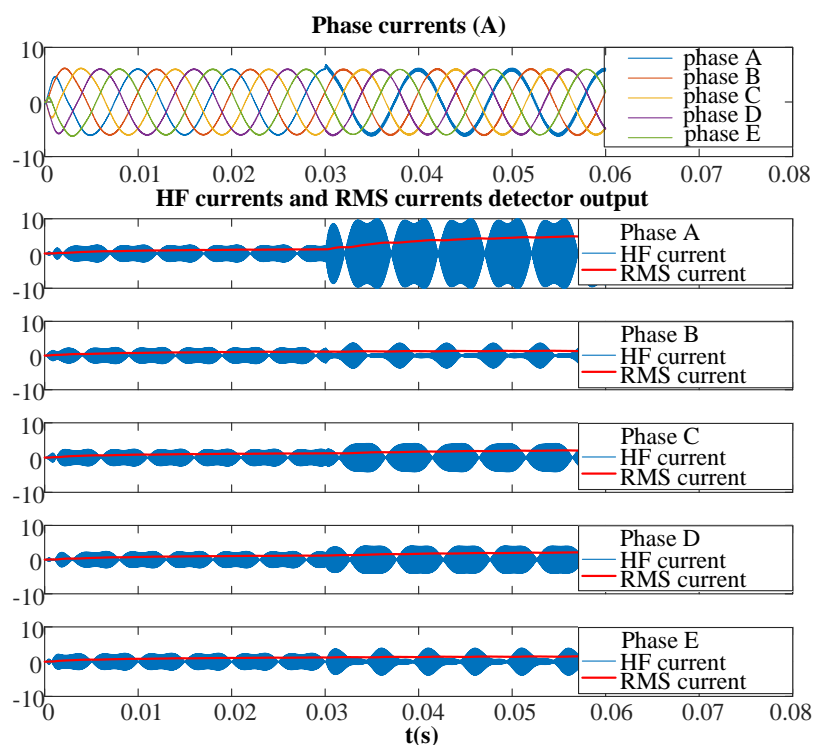 Phase currents (A)
10
0
-10
phase A
phase B
phase C
phase D
phase E
0 0.01 0.02 0.03 0.04 0.05 0.06 0.07 0.08
HF currents and RMS currents detector output
10
0
-10
Phase A
HF current
RMS current
10
0
-10
Phase B
HF current
RMS current
10
0
-10
Phase C
HF current
RMS current
10
0
-10
Phase D
HF current
RMS current
10
0
-10
Phase E
HF current
RMS current
0 0.01 0.02 0.03 0.04 0.05 0.06 0.07 0.08
t(s)